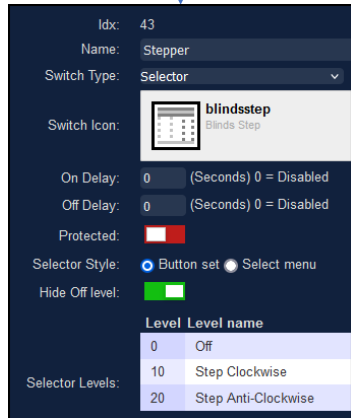 Idx: 43
Name: Stepper
Switch Type: Selector
Switch Icon: blindsstep
Blinds Step
On Delay: 0 (Seconds) 0 = Disabled
Off Delay: 0 (Seconds) 0 = Disabled
Protected:
Selector Style: Button set Select menu
Hide Off level:
Level Level name
0 Off
Selector Levels: 10 Step Clockwise
20 Step Anti-Clockwise